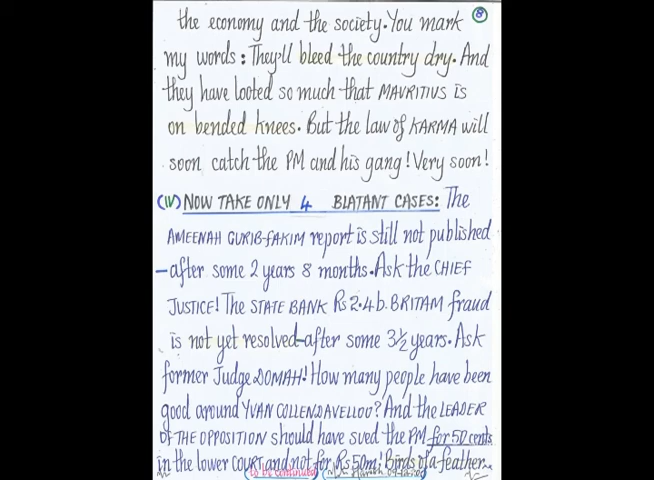 the economy and the society. You mark ⑧
my words: They'll bleed the country dry. And
they have looted so much that MAURITIUS is
on bended knees. But the law of KARMA will
soon catch the PM and his gang! Very soon!
(IV) NOW TAKE ONLY 4 BLATANT CASES: The
AMEENAH GURIB-FAKIM report is still not published
—after some 2 years 8 months. Ask the CHIEF
JUSTICE! The STATE BANK Rs 2.4b. BRITAM fraud
is not yet resolved—after some 3½ years. Ask
former Judge DOMAH! How many people have been
good around YVAN COLLENDAVELLOO? And the LEADER
OF THE OPPOSITION should have sued the PM for 50 cents
in the lower court and not for Rs 50m! Birds of a feather...
to be continued